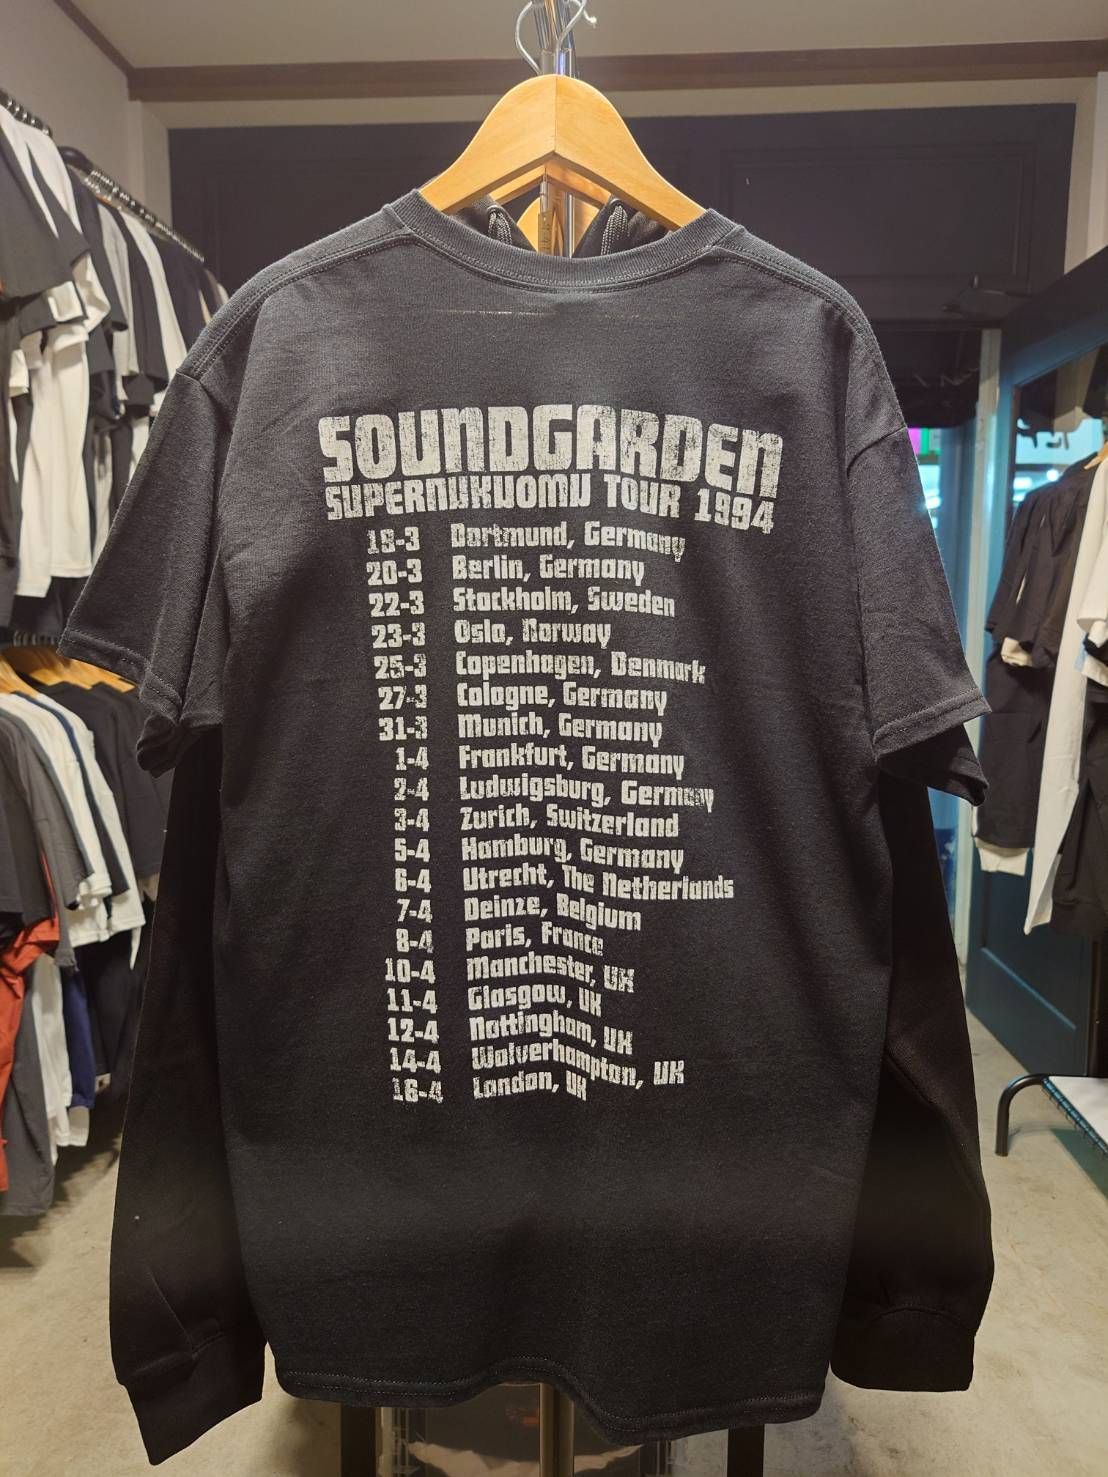 SOUNDGARDEN
SUPERNUKUOMU TOUR 1994
18-3 Dortmund, Germany
20-3 Berlin, Germany
22-3 Stockholm, Sweden
23-3 Oslo, Norway
25-3 Copenhagen, Denmark
27-3 Cologne, Germany
31-3 Munich, Germany
1-4 Frankfurt, Germany
2-4 Ludwigsburg, Germany
3-4 Zurich, Switzerland
5-4 Hamburg, Germany
6-4 Utrecht, The Netherlands
7-4 Deinze, Belgium
8-4 Paris, France
10-4 Manchester, UK
11-4 Glasgow, UK
12-4 Nottingham, UK
14-4 Wolverhampton, UK
16-4 London, UK